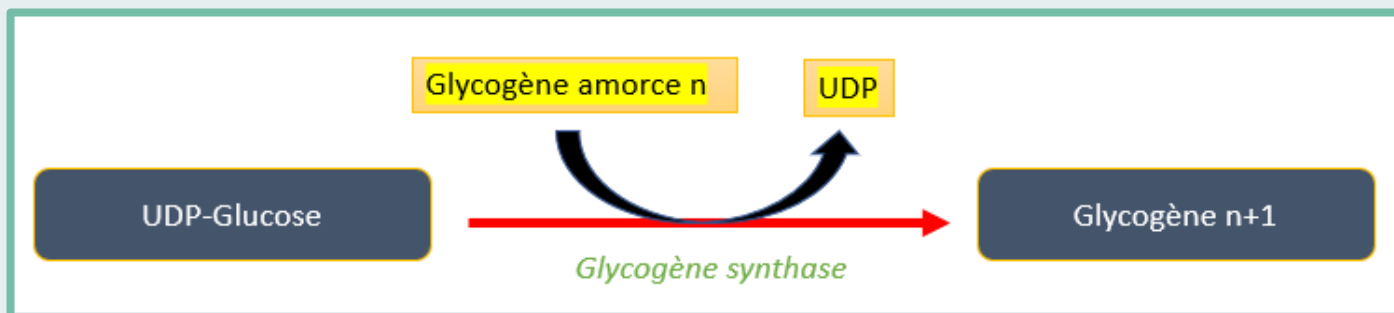 Glycogène amorce n
UDP
UDP-Glucose
Glycogène n+1
Glycogène synthase